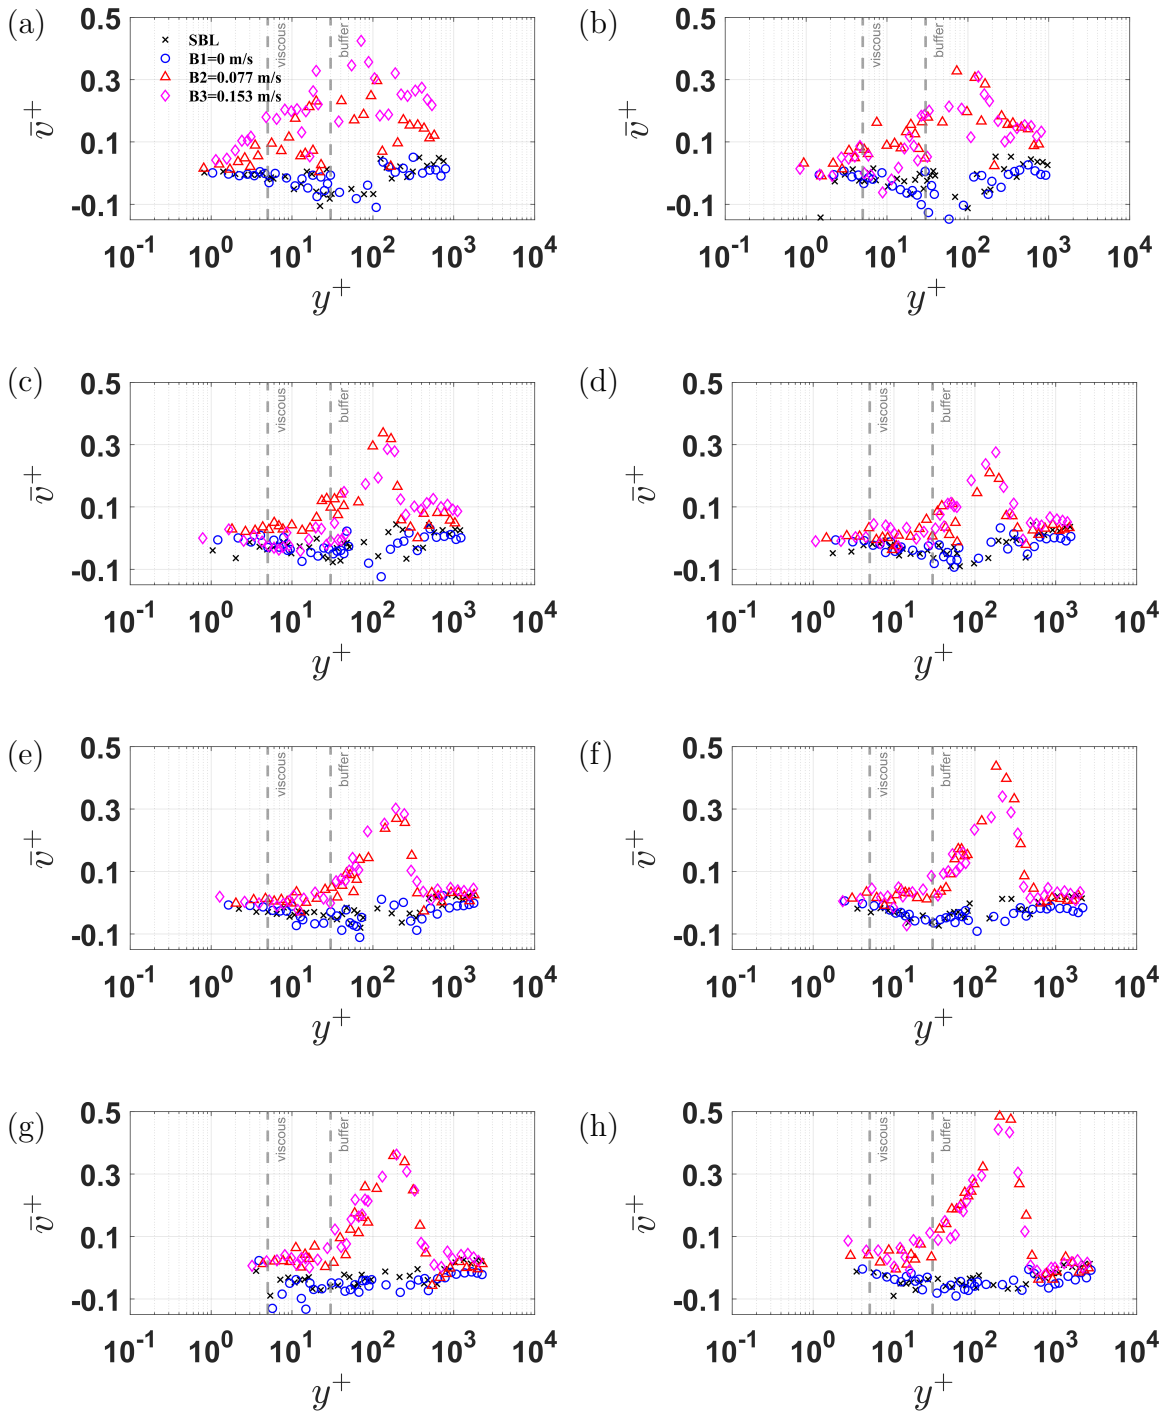 (a)
0.5
0.3
0.1
-0.1
v̄⁺
× SBL
○ B1=0 m/s
△ B2=0.077 m/s
◇ B3=0.153 m/s
viscous
buffer
10⁻¹ 10⁰ 10¹ 10² 10³ 10⁴
y⁺
(b)
0.5
0.3
0.1
-0.1
v̄⁺
viscous
buffer
10⁻¹ 10⁰ 10¹ 10² 10³ 10⁴
y⁺
(c)
0.5
0.3
0.1
-0.1
v̄⁺
viscous
buffer
10⁻¹ 10⁰ 10¹ 10² 10³ 10⁴
y⁺
(d)
0.5
0.3
0.1
-0.1
v̄⁺
viscous
buffer
10⁻¹ 10⁰ 10¹ 10² 10³ 10⁴
y⁺
(e)
0.5
0.3
0.1
-0.1
v̄⁺
viscous
buffer
10⁻¹ 10⁰ 10¹ 10² 10³ 10⁴
y⁺
(f)
0.5
0.3
0.1
-0.1
v̄⁺
viscous
buffer
10⁻¹ 10⁰ 10¹ 10² 10³ 10⁴
y⁺
(g)
0.5
0.3
0.1
-0.1
v̄⁺
viscous
buffer
10⁻¹ 10⁰ 10¹ 10² 10³ 10⁴
y⁺
(h)
0.5
0.3
0.1
-0.1
v̄⁺
viscous
buffer
10⁻¹ 10⁰ 10¹ 10² 10³ 10⁴
y⁺